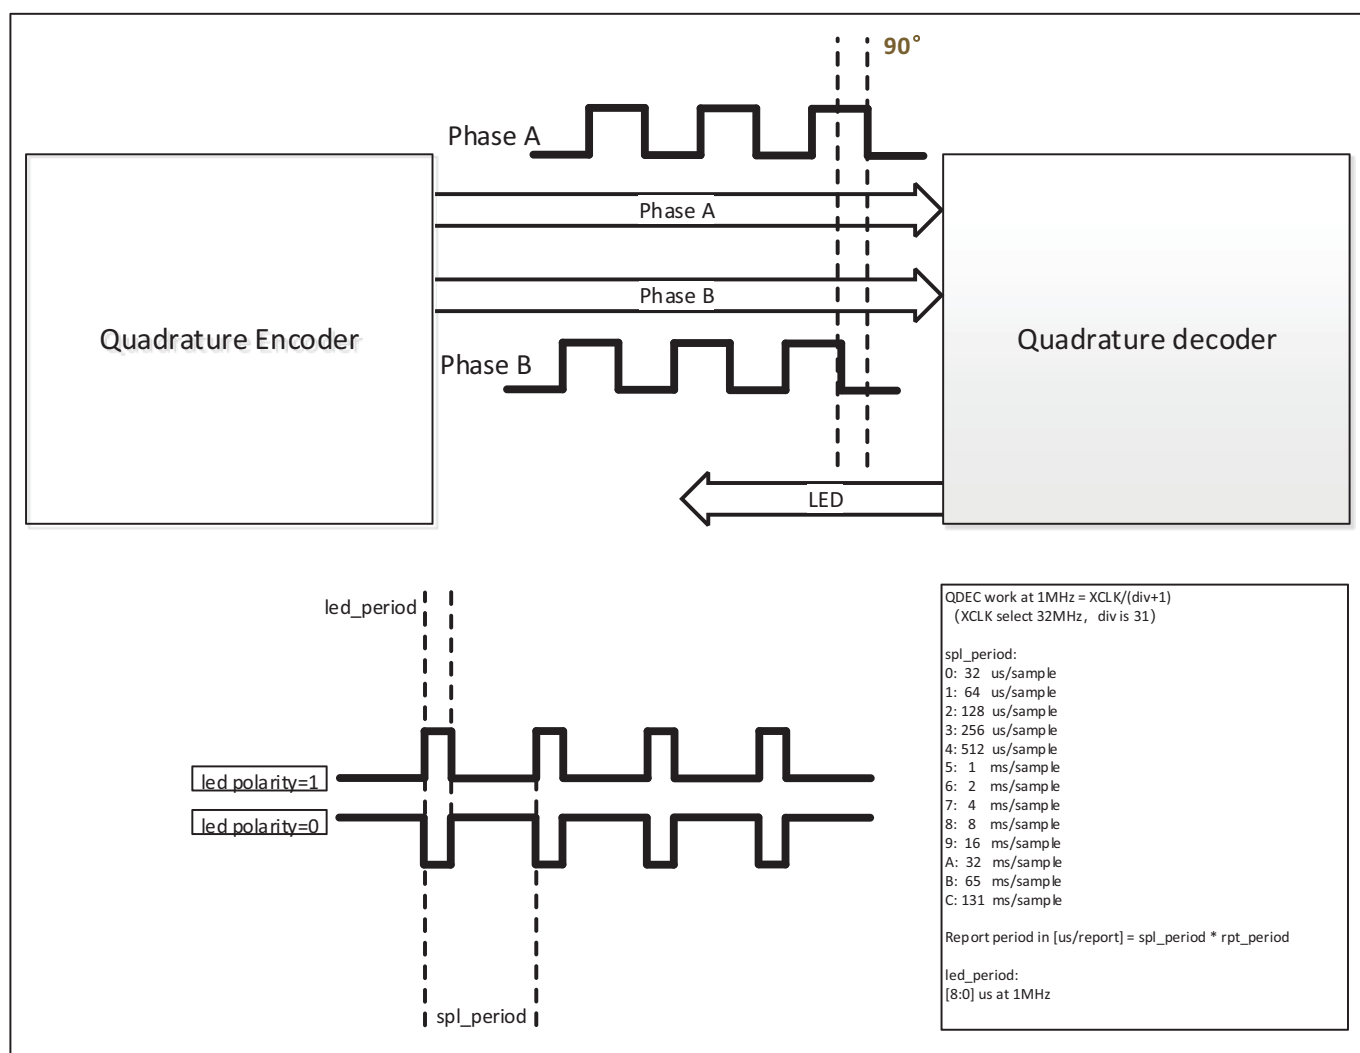 90°
Phase A
Phase A
Phase B
Quadrature Encoder
Quadrature decoder
Phase B
LED
led_period
led polarity=1
led polarity=0
spl_period
QDEC work at 1MHz = XCLK/(div+1)
(XCLK select 32MHz, div is 31)
spl_period:
0: 32 us/sample
1: 64 us/sample
2: 128 us/sample
3: 256 us/sample
4: 512 us/sample
5: 1 ms/sample
6: 2 ms/sample
7: 4 ms/sample
8: 8 ms/sample
9: 16 ms/sample
A: 32 ms/sample
B: 65 ms/sample
C: 131 ms/sample
Report period in [us/report] = spl_period * rpt_period
led_period:
[8:0] us at 1MHz